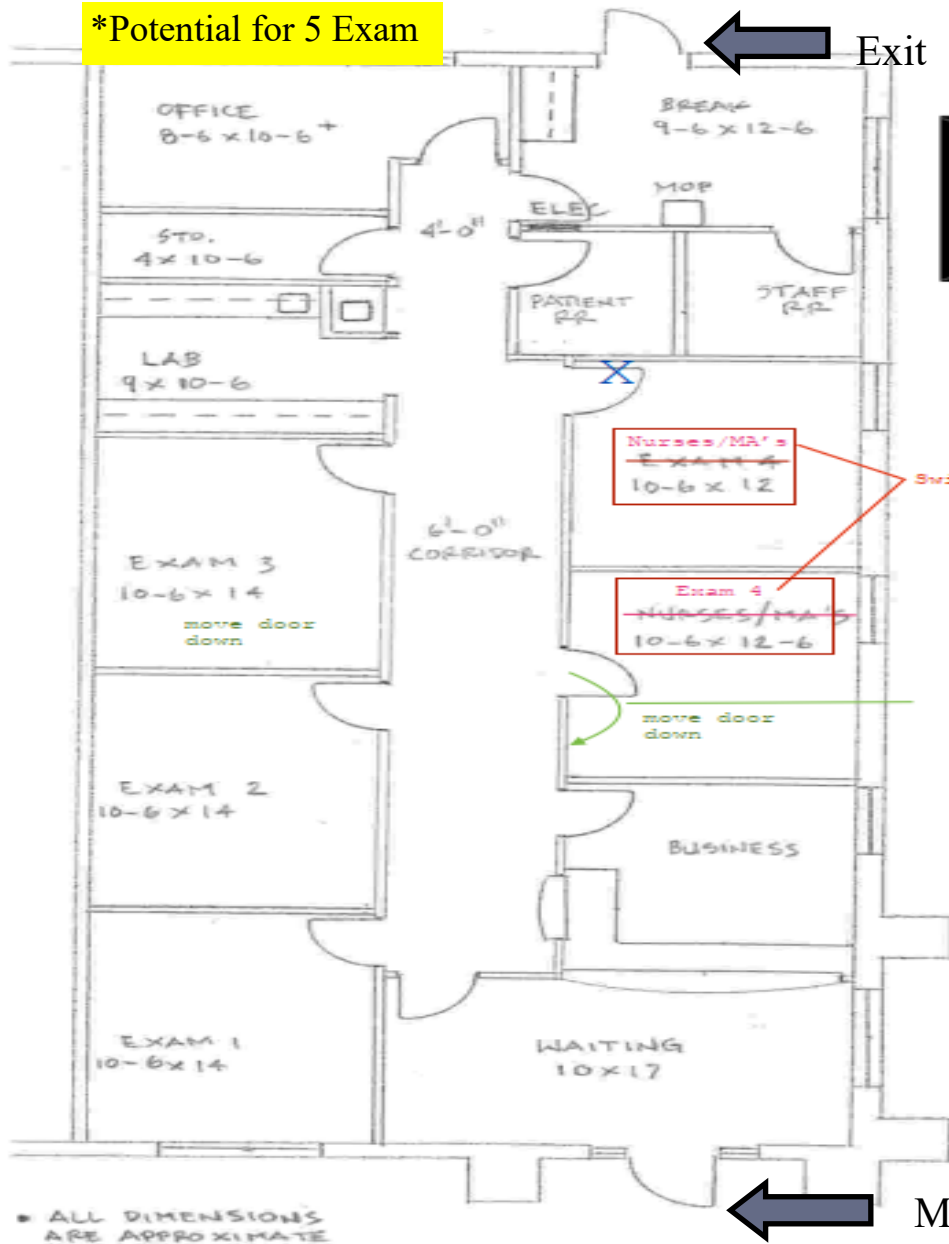 *Potential for 5 Exam
Exit
OFFICE
8-6 x 10-6 +
BREAK
9-6 x 12-6
MOP
ELEC
4'-0"
STO.
4 x 10-6
PATIENT
RR
STAFF
RR
LAB
9 x 10-6
X
Nurses/MA's
EXAM 4
10-6 x 12
6'-0"
CORRIDOR
EXAM 3
10-6 x 14
move door
down
Exam 4
NURSES/MA'S
10-6 x 12-6
move door
down
EXAM 2
10-6 x 14
BUSINESS
EXAM 1
10-6 x 14
WAITING
10 x 17
• ALL DIMENSIONS
ARE APPROXIMATE